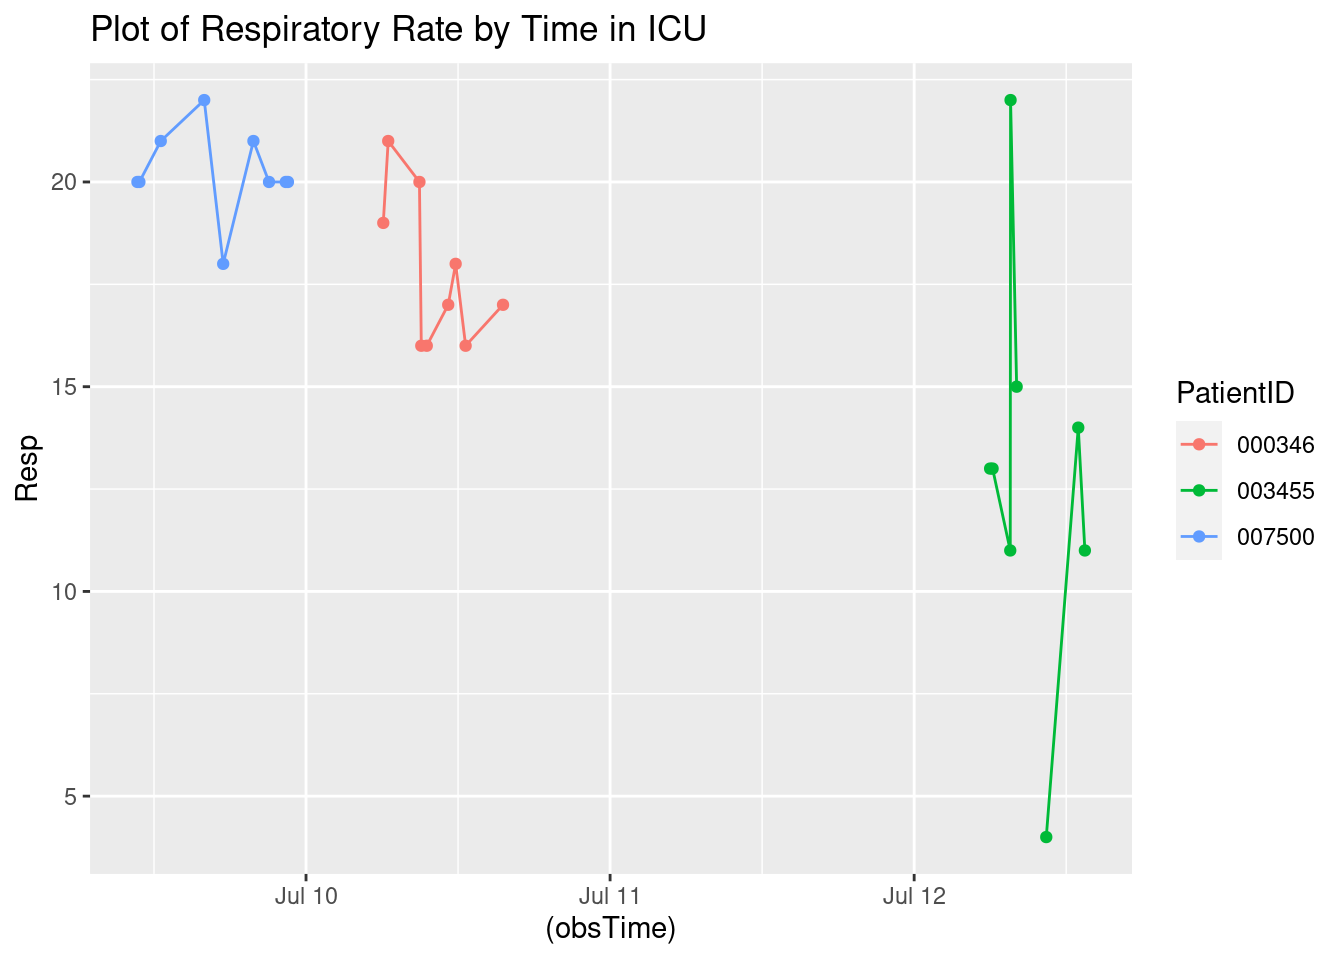 Plot of Respiratory Rate by Time in ICU
20
15
10
5
Resp
Jul 10
Jul 11
Jul 12
(obsTime)
PatientID
000346
003455
007500